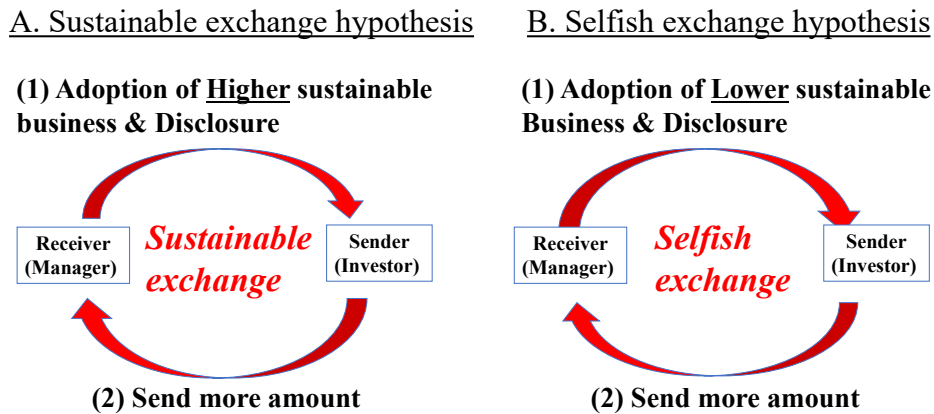 A. Sustainable exchange hypothesis
(1) Adoption of Higher sustainable
business & Disclosure
Receiver
(Manager)
Sustainable
exchange
Sender
(Investor)
(2) Send more amount
B. Selfish exchange hypothesis
(1) Adoption of Lower sustainable
Business & Disclosure
Receiver
(Manager)
Selfish
exchange
Sender
(Investor)
(2) Send more amount